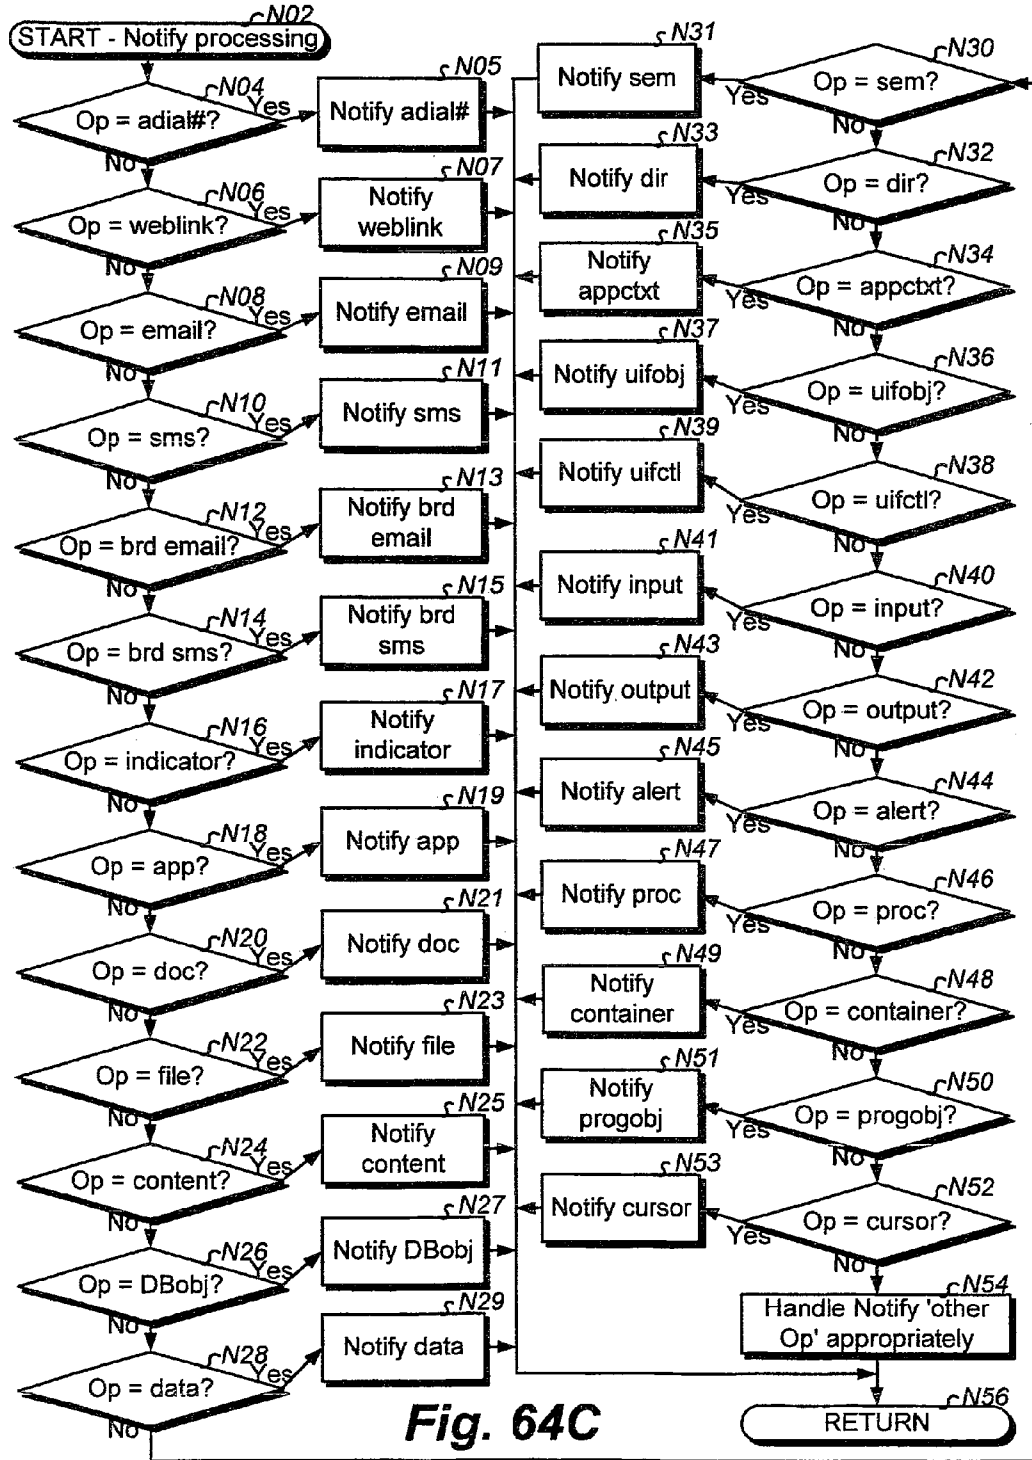 N02
START - Notify processing
N04
Op = adial#?
Yes
No
N05
Notify adial#
N06
Op = weblink?
Yes
No
N07
Notify
weblink
N08
Op = email?
Yes
No
N09
Notify email
N10
Op = sms?
Yes
No
N11
Notify sms
N12
Op = brd email?
Yes
No
N13
Notify brd
email
N14
Op = brd sms?
Yes
No
N15
Notify brd
sms
N16
Op = indicator?
Yes
No
N17
Notify
indicator
N18
Op = app?
Yes
No
N19
Notify app
N20
Op = doc?
Yes
No
N21
Notify doc
N22
Op = file?
Yes
No
N23
Notify file
N24
Op = content?
Yes
No
N25
Notify
content
N26
Op = DBobj?
Yes
No
N27
Notify DBobj
N28
Op = data?
Yes
No
N29
Notify data
N30
Op = sem?
Yes
No
N31
Notify sem
N32
Op = dir?
Yes
No
N33
Notify dir
N34
Op = appctxt?
Yes
No
N35
Notify
appctxt
N36
Op = uifobj?
Yes
No
N37
Notify uifobj
N38
Op = uifctl?
Yes
No
N39
Notify uifctl
N40
Op = input?
Yes
No
N41
Notify input
N42
Op = output?
Yes
No
N43
Notify output
N44
Op = alert?
Yes
No
N45
Notify alert
N46
Op = proc?
Yes
No
N47
Notify proc
N48
Op = container?
Yes
No
N49
Notify
container
N50
Op = progobj?
Yes
No
N51
Notify
progobj
N52
Op = cursor?
Yes
No
N53
Notify cursor
N54
Handle Notify 'other
Op' appropriately
N56
RETURN
Fig. 64C